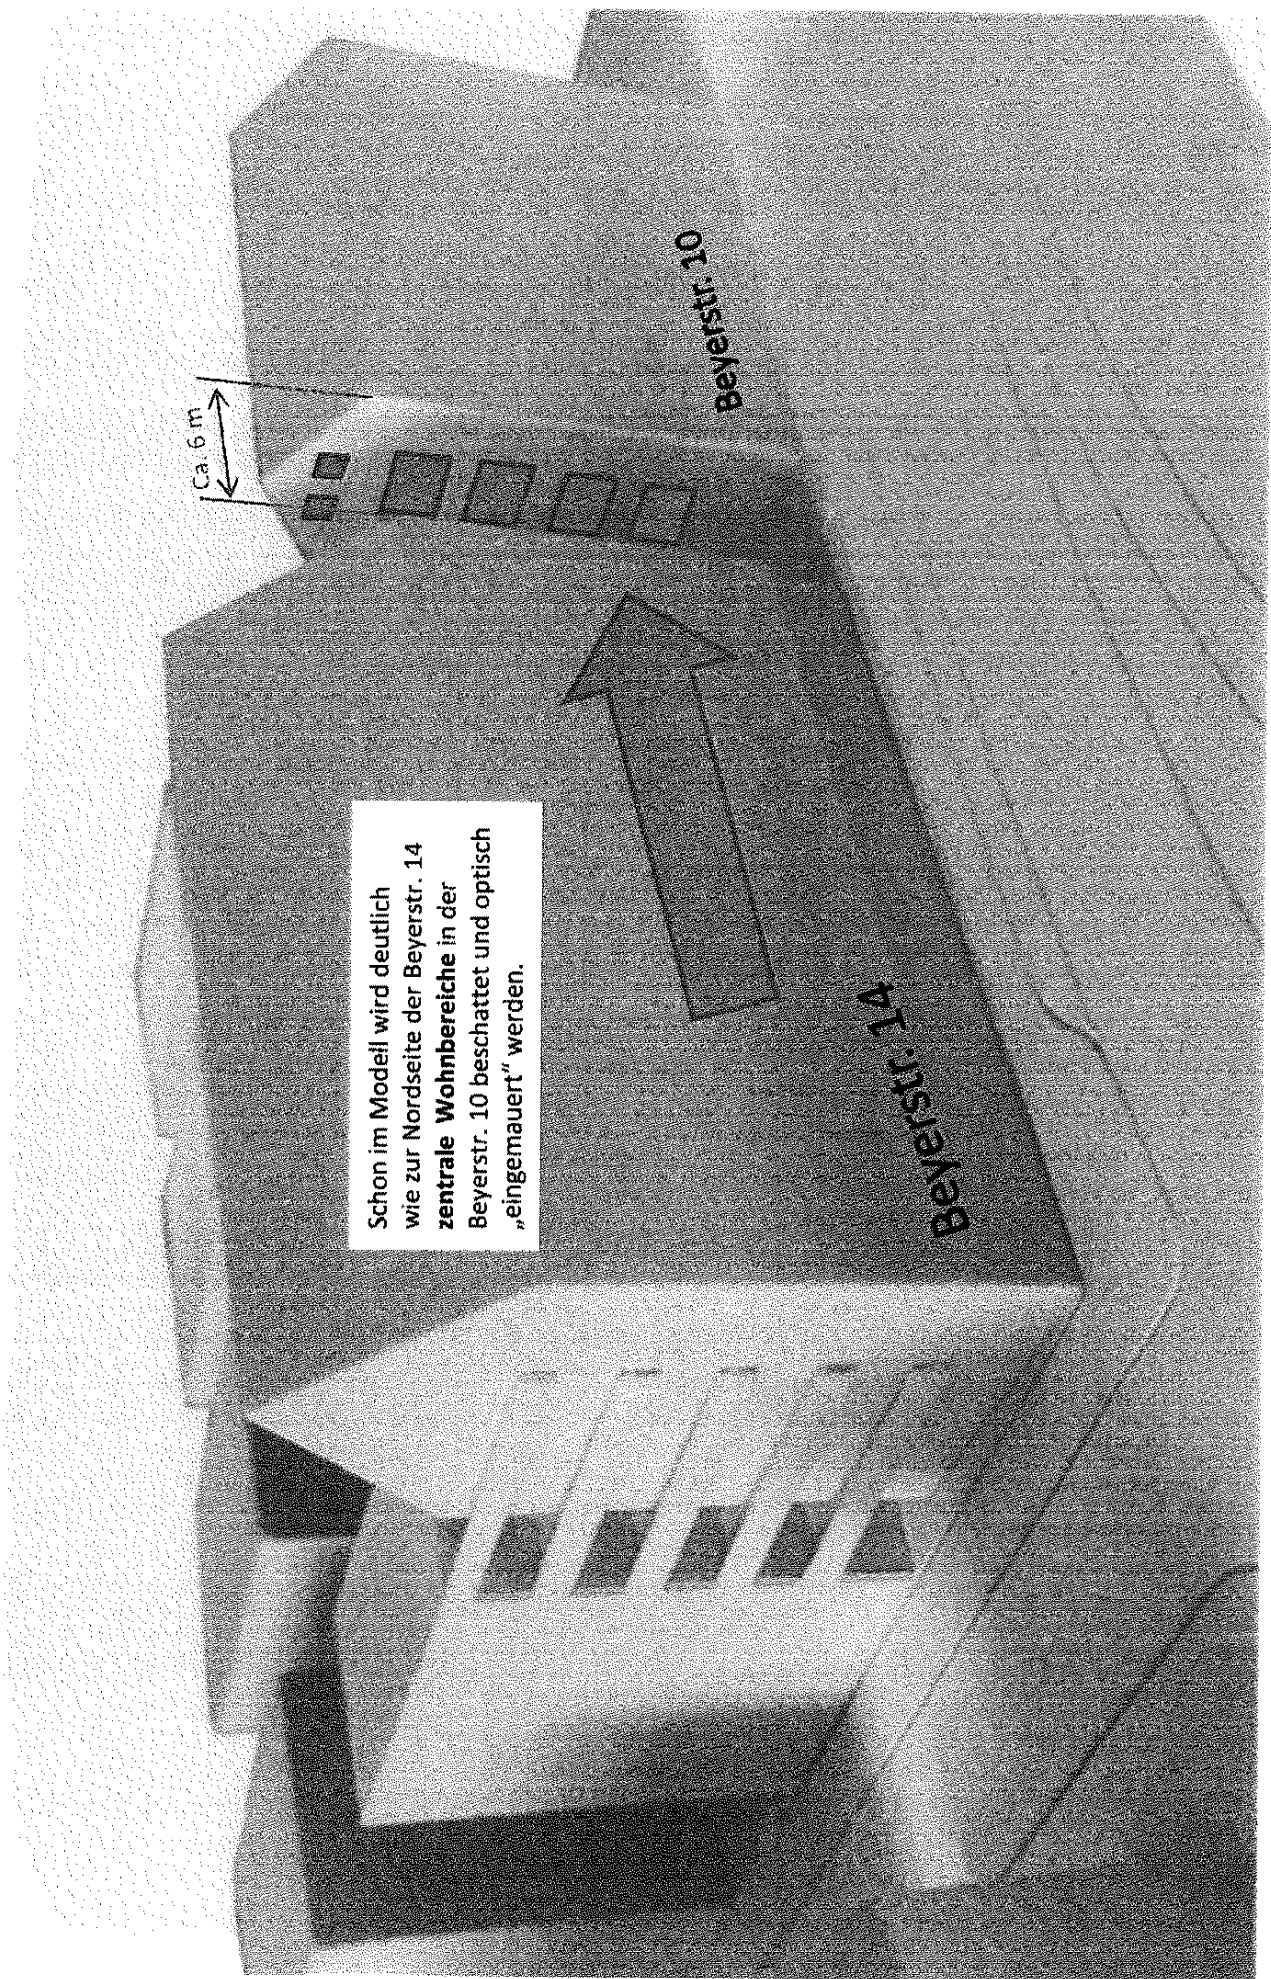 Ca. 6 m
Schon im Modell wird deutlich
wie zur Nordseite der Beyerstr. 14
zentrale Wohnbereiche in der
Beyerstr. 10 beschattet und optisch
„eingemauert“ werden.
Beyerstr. 10
Beyerstr. 14